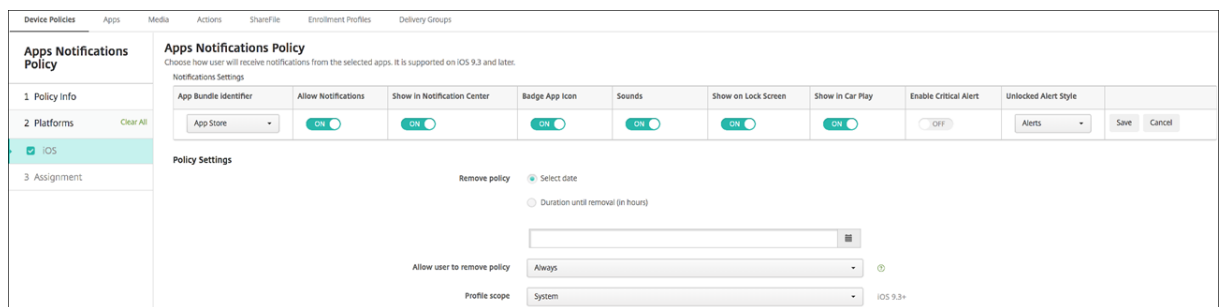 Device Policies Apps Media Actions ShareFile Enrollment Profiles Delivery Groups
Apps Notifications
Policy
1 Policy Info
2 Platforms Clear All
iOS
3 Assignment
Apps Notifications Policy
Choose how user will receive notifications from the selected apps. It is supported on iOS 9.3 and later.
Notifications Settings
App Bundle Identifier Allow Notifications Show in Notification Center Badge App Icon Sounds Show on Lock Screen Show in Car Play Enable Critical Alert Unlocked Alert Style
App Store ON ON ON ON ON ON OFF Alerts Save Cancel
Policy Settings
Remove policy Select date
Duration until removal (in hours)
Allow user to remove policy Always
Profile scope System iOS 9.3+